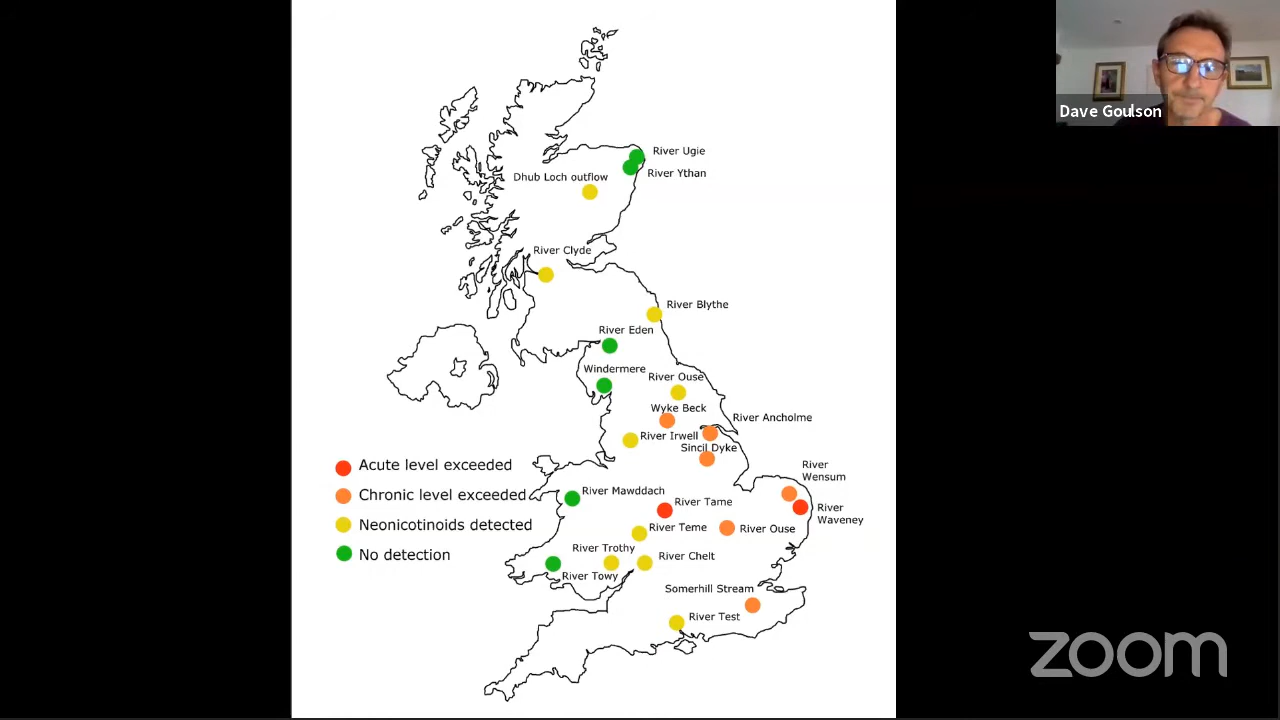 Dave Goulson
River Ugie
River Ythan
Dhub Loch outflow
River Clyde
River Blythe
River Eden
Windermere
River Ouse
Wyke Beck
River Ancholme
River Irwell
Sincil Dyke
River
Wensum
Acute level exceeded
Chronic level exceeded
Neonicotinoids detected
No detection
River Mawddach
River Tame
River
Waveney
River Teme
River Ouse
River Trothy
River Chelt
River Towy
Somerhill Stream
River Test
zoom